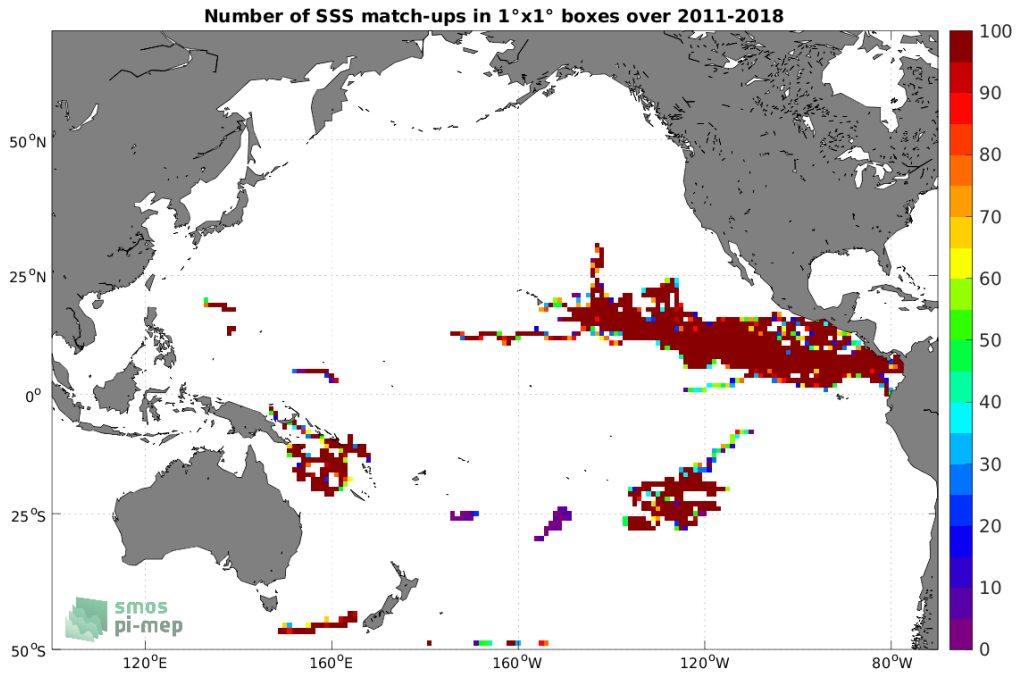 Number of SSS match-ups in 1°x1° boxes over 2011-2018
100
90
80
70
60
50
40
30
20
10
0
50°N
25°N
0°
25°S
50°S
120°E
160°E
160°W
120°W
80°W
smos
pi-mep